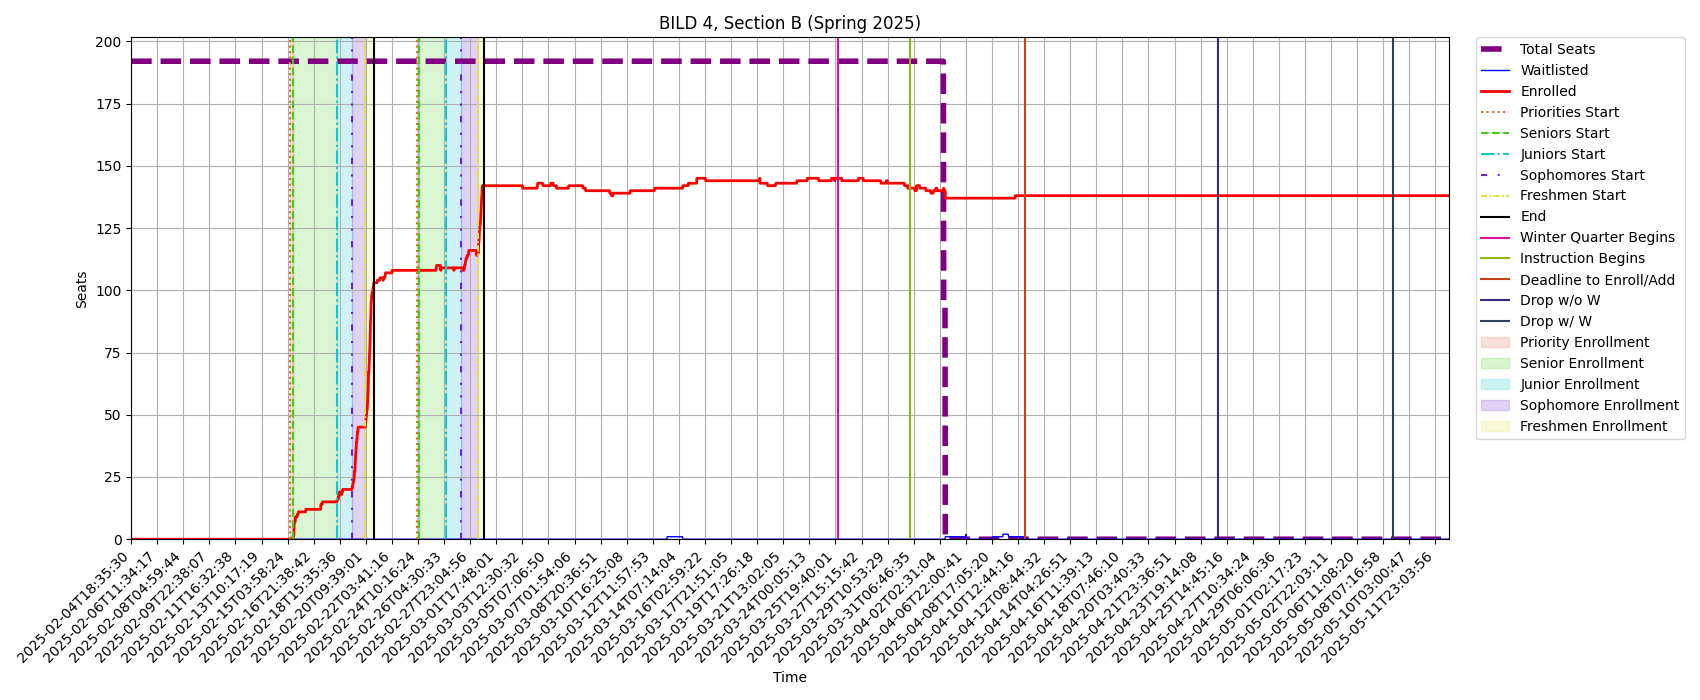 BILD 4, Section B (Spring 2025)
Seats
200
175
150
125
100
75
50
25
0
2025-02-04T18:35:30
2025-02-06T11:34:17
2025-02-08T04:59:44
2025-02-09T22:38:07
2025-02-11T16:32:38
2025-02-13T10:17:19
2025-02-15T03:58:24
2025-02-16T21:38:42
2025-02-18T15:35:36
2025-02-20T09:39:01
2025-02-22T03:41:16
2025-02-24T10:16:24
2025-02-26T04:30:33
2025-02-27T23:04:56
2025-03-01T17:48:01
2025-03-03T12:30:32
2025-03-05T07:06:50
2025-03-07T01:54:06
2025-03-08T20:36:51
2025-03-10T16:25:08
2025-03-12T11:57:53
2025-03-14T07:14:04
2025-03-16T02:59:22
2025-03-17T21:51:05
2025-03-19T17:26:18
2025-03-21T13:02:05
2025-03-24T00:05:13
2025-03-25T19:40:01
2025-03-27T15:15:42
2025-03-29T10:53:29
2025-03-31T06:46:35
2025-04-02T02:31:04
2025-04-06T22:00:41
2025-04-08T17:05:20
2025-04-10T12:44:16
2025-04-12T08:44:32
2025-04-14T04:26:51
2025-04-16T11:39:13
2025-04-18T07:46:10
2025-04-20T03:40:33
2025-04-21T23:36:51
2025-04-23T19:14:08
2025-04-25T14:45:16
2025-04-27T10:34:24
2025-04-29T06:06:36
2025-05-01T02:17:23
2025-05-02T22:03:11
2025-05-06T11:08:20
2025-05-08T07:16:58
2025-05-10T03:00:47
2025-05-11T23:03:56
Time
Total Seats
Waitlisted
Enrolled
Priorities Start
Seniors Start
Juniors Start
Sophomores Start
Freshmen Start
End
Winter Quarter Begins
Instruction Begins
Deadline to Enroll/Add
Drop w/o W
Drop w/ W
Priority Enrollment
Senior Enrollment
Junior Enrollment
Sophomore Enrollment
Freshmen Enrollment